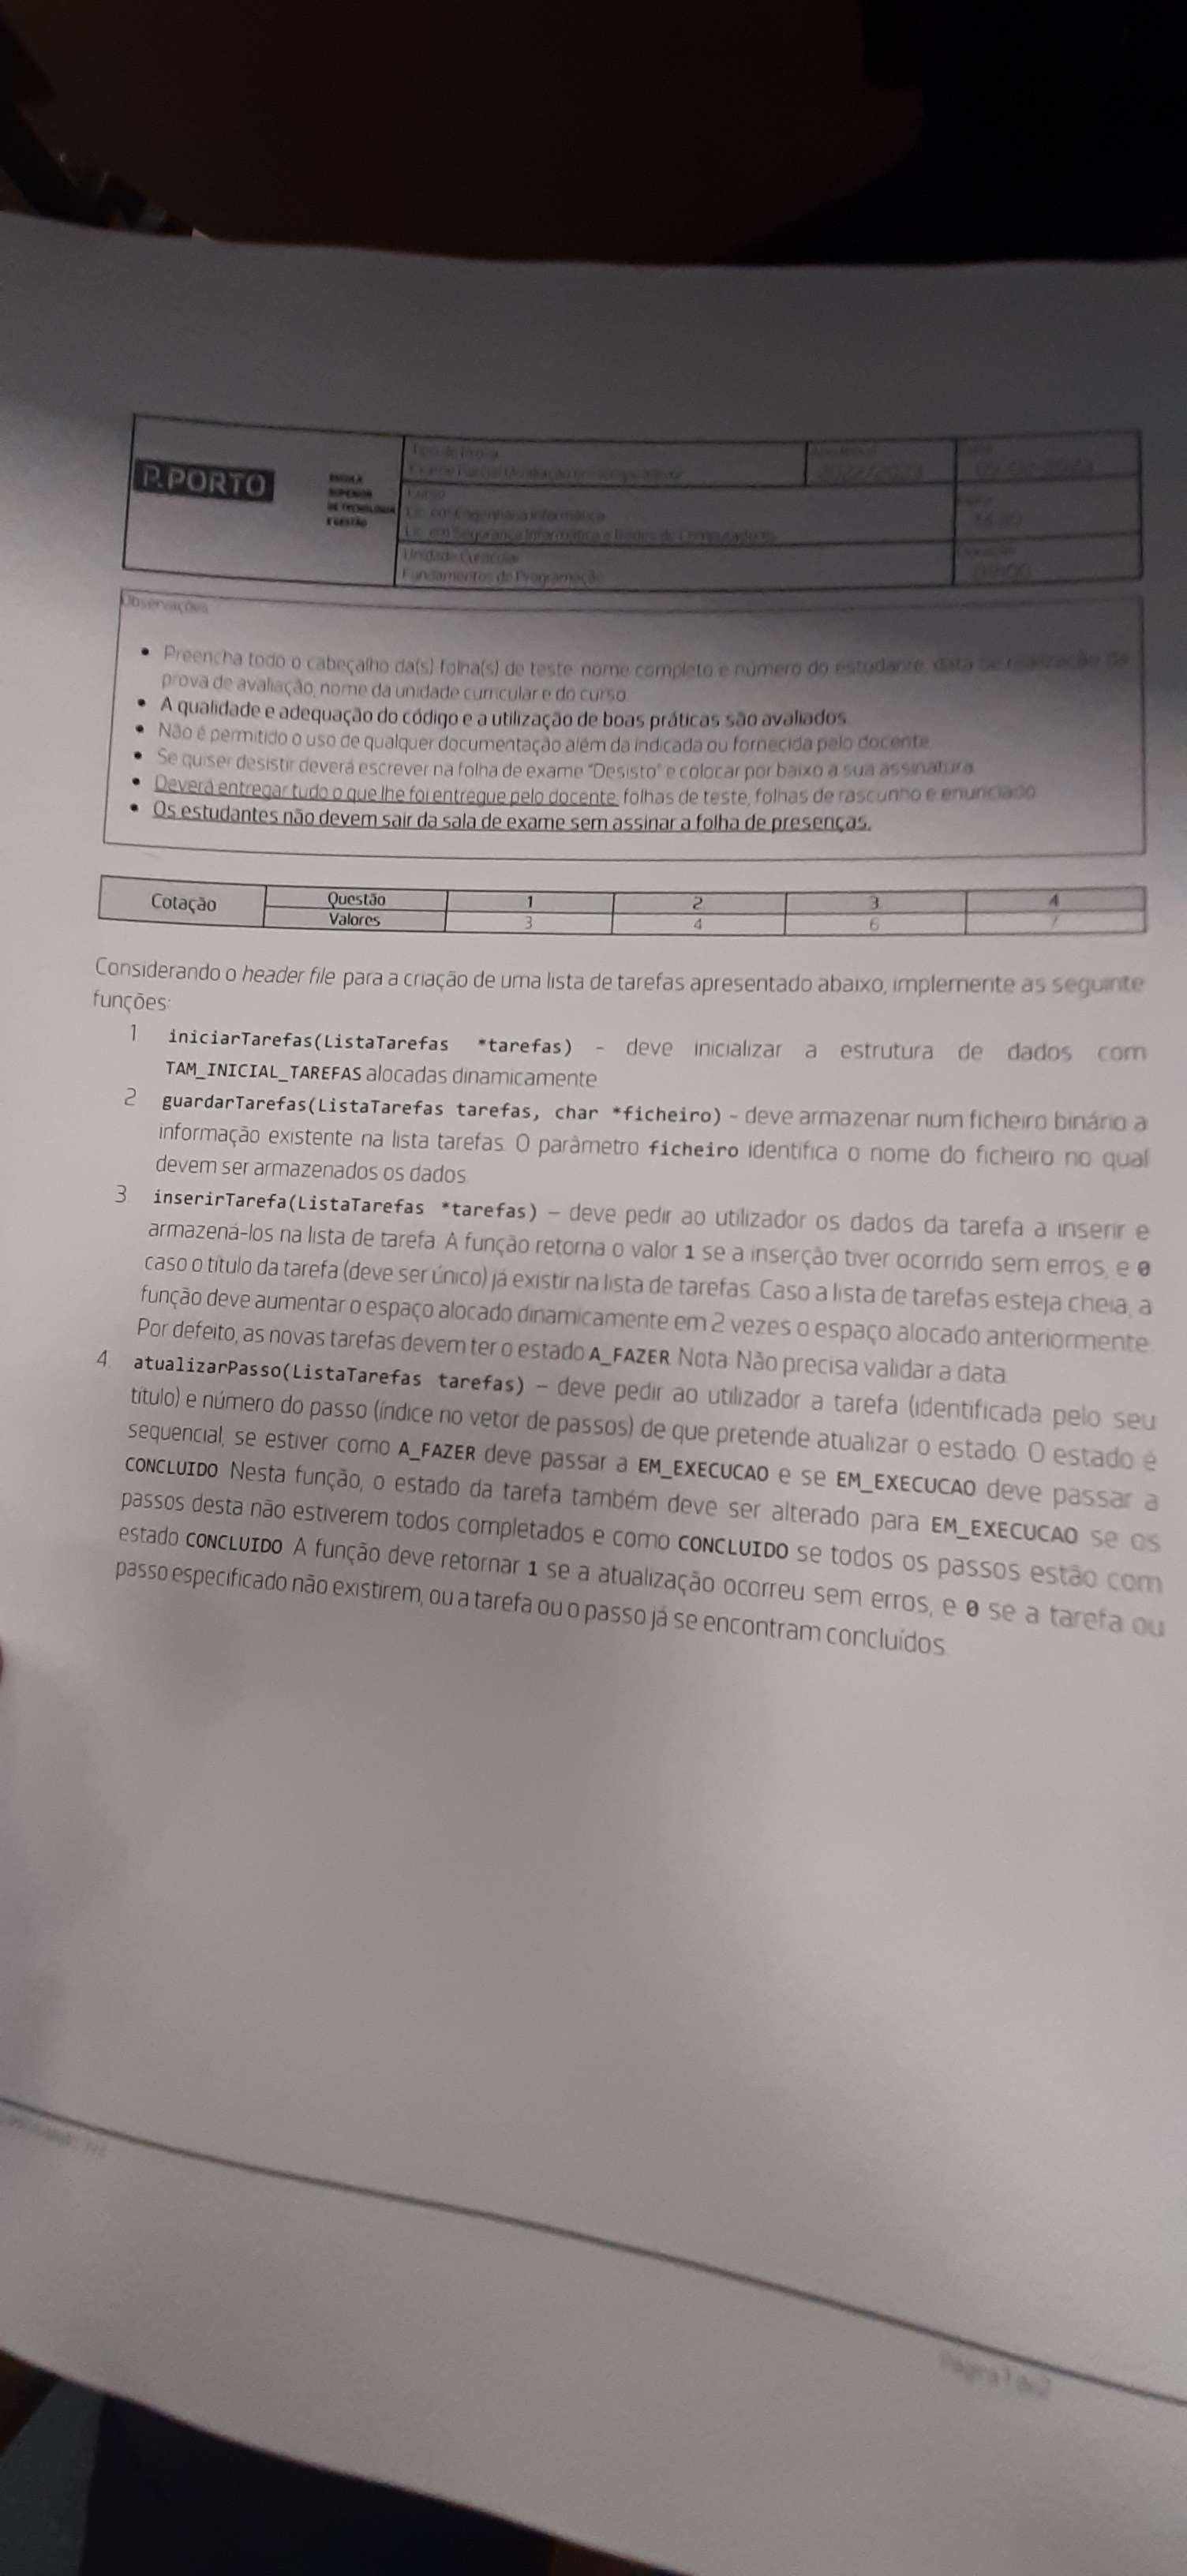 P.PORTO
ESCOLA
SUPERIOR
DE TECNOLOGIA
E GESTÃO
Tipo de Prova
Curso
Lic. em Engenharia Informática
Lic. em Segurança Informática e Redes de Computadores
Unidade Curricular
Fundamentos de Programação
Observações
• Preencha todo o cabeçalho da(s) folha(s) de teste: nome completo e número do estudante, data de realização da
prova de avaliação, nome da unidade curricular e do curso.
• A qualidade e adequação do código e a utilização de boas práticas são avaliados.
• Não é permitido o uso de qualquer documentação além da indicada ou fornecida pelo docente.
• Se quiser desistir deverá escrever na folha de exame "Desisto" e colocar por baixo a sua assinatura.
• Deverá entregar tudo o que lhe foi entregue pelo docente: folhas de teste, folhas de rascunho e enunciado.
• Os estudantes não devem sair da sala de exame sem assinar a folha de presenças.
Cotação Questão 1 2 3 4
Valores 3 4 6 7
Considerando o header file para a criação de uma lista de tarefas apresentado abaixo, implemente as seguinte
funções:
1 iniciarTarefas(ListaTarefas *tarefas) – deve inicializar a estrutura de dados com
TAM_INICIAL_TAREFAS alocadas dinamicamente.
2 guardarTarefas(ListaTarefas tarefas, char *ficheiro) – deve armazenar num ficheiro binário a
informação existente na lista tarefas. O parâmetro ficheiro identifica o nome do ficheiro no qual
devem ser armazenados os dados.
3 inserirTarefa(ListaTarefas *tarefas) – deve pedir ao utilizador os dados da tarefa a inserir e
armazená-los na lista de tarefa. A função retorna o valor 1 se a inserção tiver ocorrido sem erros, e 0
caso o título da tarefa (deve ser único) já existir na lista de tarefas. Caso a lista de tarefas esteja cheia, a
função deve aumentar o espaço alocado dinamicamente em 2 vezes o espaço alocado anteriormente.
Por defeito, as novas tarefas devem ter o estado A_FAZER. Nota: Não precisa validar a data.
4. atualizarPasso(ListaTarefas tarefas) – deve pedir ao utilizador a tarefa (identificada pelo seu
título) e número do passo (índice no vetor de passos) de que pretende atualizar o estado. O estado é
sequencial, se estiver como A_FAZER deve passar a EM_EXECUCAO e se EM_EXECUCAO deve passar a
CONCLUIDO. Nesta função, o estado da tarefa também deve ser alterado para EM_EXECUCAO se os
passos desta não estiverem todos completados e como CONCLUIDO se todos os passos estão com
estado CONCLUIDO. A função deve retornar 1 se a atualização ocorreu sem erros, e 0 se a tarefa ou
passo especificado não existirem, ou a tarefa ou o passo já se encontram concluídos.
Página 1 de 2